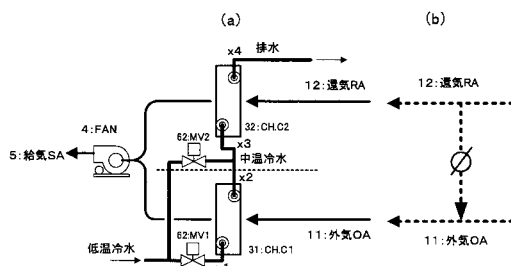 (a)
(b)
x4
排水
12:還気RA
12:還気RA
32:CH.C2
4:FAN
62:MV2
x3
5:給気SA
中温冷水
x2
62:MV1
11:外気OA
11:外気OA
低温冷水
31:CH.C1